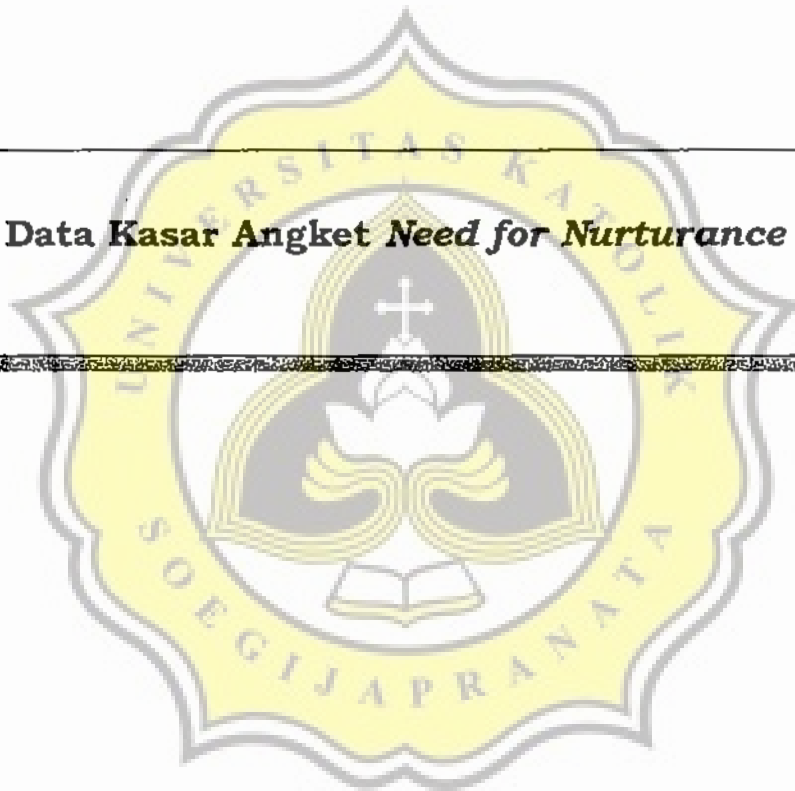 UNIVERSITAS KATOLIK
Data Kasar Angket Need for Nurturance
SOEGIJAPRANATA